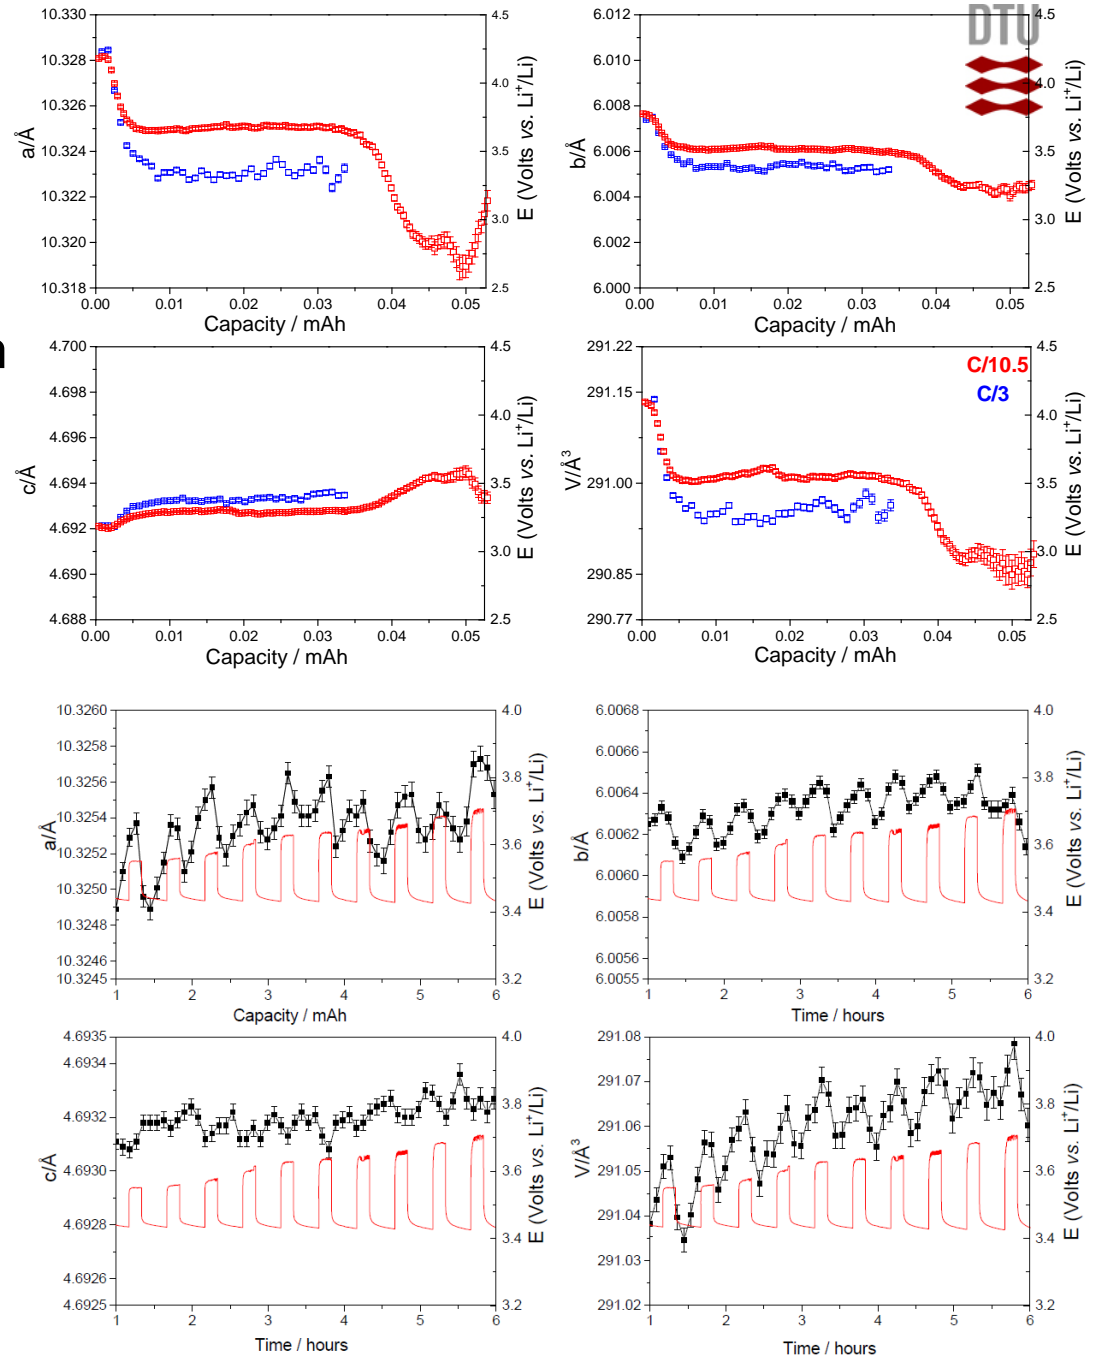 DTU
10.330
10.328
10.326
10.324
10.322
10.320
10.318
a/Å
4.5
4.0
3.5
3.0
2.5
E (Volts vs. Li+/Li)
0.00 0.01 0.02 0.03 0.04 0.05
Capacity / mAh
6.012
6.010
6.008
6.006
6.004
6.002
6.000
b/Å
4.5
4.0
3.5
3.0
2.5
E (Volts vs. Li+/Li)
0.00 0.01 0.02 0.03 0.04 0.05
Capacity / mAh
4.700
4.698
4.696
4.694
4.692
4.690
4.688
c/Å
4.5
4.0
3.5
3.0
2.5
E (Volts vs. Li+/Li)
0.00 0.01 0.02 0.03 0.04 0.05
Capacity / mAh
291.22
291.15
291.00
290.85
290.77
V/Å3
C/10.5
C/3
4.5
4.0
3.5
3.0
2.5
E (Volts vs. Li+/Li)
0.00 0.01 0.02 0.03 0.04 0.05
Capacity / mAh
10.3260
10.3258
10.3256
10.3254
10.3252
10.3250
10.3248
10.3246
10.3245
a/Å
4.0
3.8
3.6
3.4
3.2
E (Volts vs. Li+/Li)
1 2 3 4 5 6
Capacity / mAh
6.0068
6.0066
6.0064
6.0062
6.0060
6.0058
6.0056
6.0055
b/Å
4.0
3.8
3.6
3.4
3.2
E (Volts vs. Li+/Li)
1 2 3 4 5 6
Time / hours
4.6935
4.6934
4.6932
4.6930
4.6928
4.6926
4.6925
c/Å
4.0
3.8
3.6
3.4
3.2
E (Volts vs. Li+/Li)
1 2 3 4 5 6
Time / hours
291.08
291.07
291.06
291.05
291.04
291.03
291.02
V/Å3
4.0
3.8
3.6
3.4
3.2
E (Volts vs. Li+/Li)
1 2 3 4 5 6
Time / hours